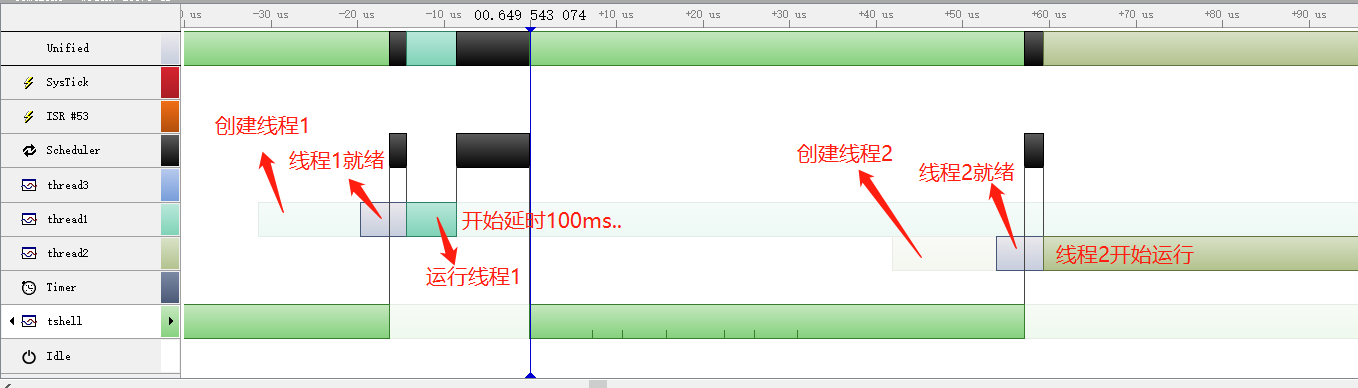 0 us -30 us -20 us -10 us 00.649 543 074 +10 us +20 us +30 us +40 us +50 us +60 us +70 us +80 us +90 us
Unified
SysTick
ISR #53
创建线程1
Scheduler
线程1就绪
创建线程2
线程2就绪
thread3
thread1
开始延时100ms..
thread2
线程2开始运行
运行线程1
Timer
tshell
Idle